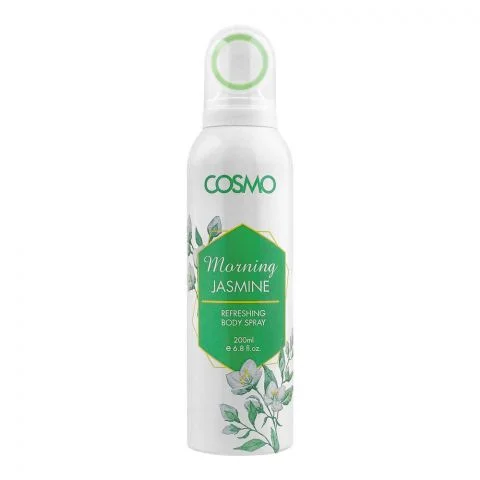 COSMO
Morning
JASMINE
REFRESHING
BODY SPRAY
200ml
e 6.8 fl.oz.